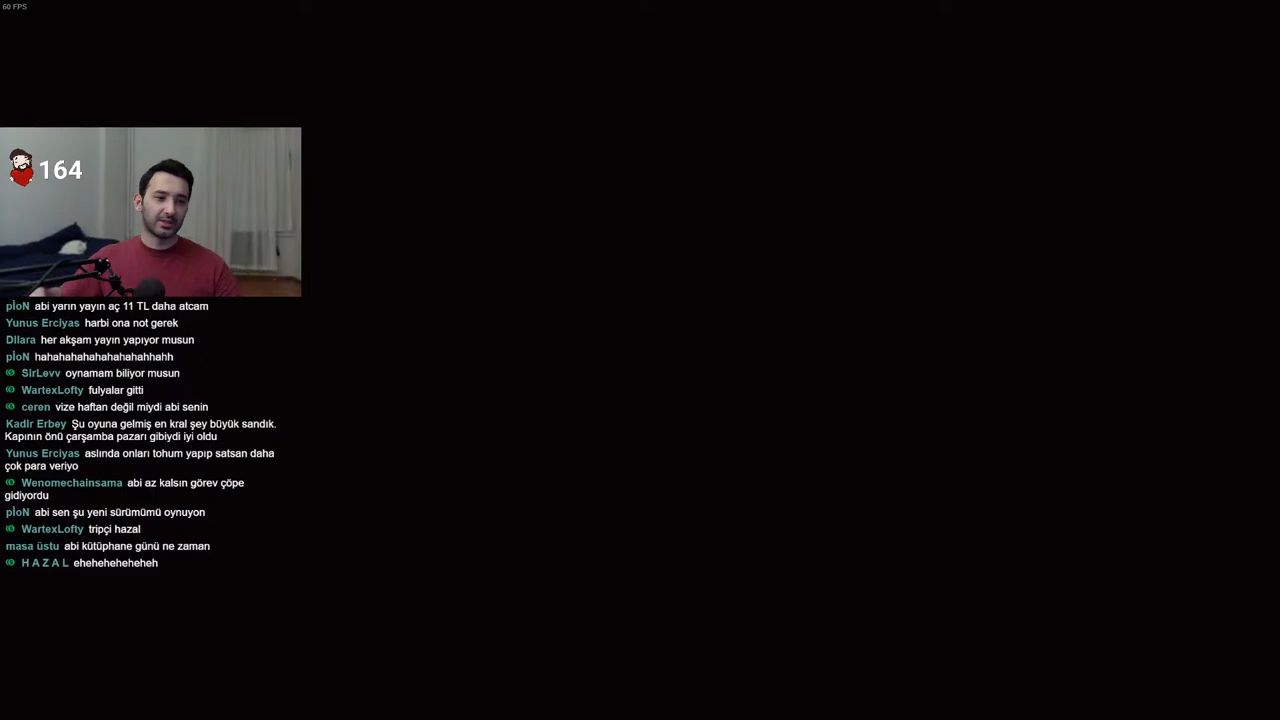 60 FPS
164
ploN abi yarın yayın aç 11 TL daha atcam
Yunus Erciyas harbi ona not gerek
Dilara her akşam yayın yapıyor musun
ploN hahahahahahahahahahhahh
SirLevv oynamam biliyor musun
WartexLofty fulyalar gitti
ceren vize haftan değil miydi abi senin
Kadir Erbey Şu oyuna gelmiş en kral şey büyük sandık.
Kapının önü çarşamba pazarı gibiydi iyi oldu
Yunus Erciyas aslında onları tohum yapıp satsan daha
çok para veriyo
Wenomechainsama abi az kalsın görev çöpe
gidiyordu
ploN abi sen şu yeni sürümümü oynuyon
WartexLofty tripçi hazal
masa üstu abi kütüphane günü ne zaman
H A Z A L eheheheheheheh